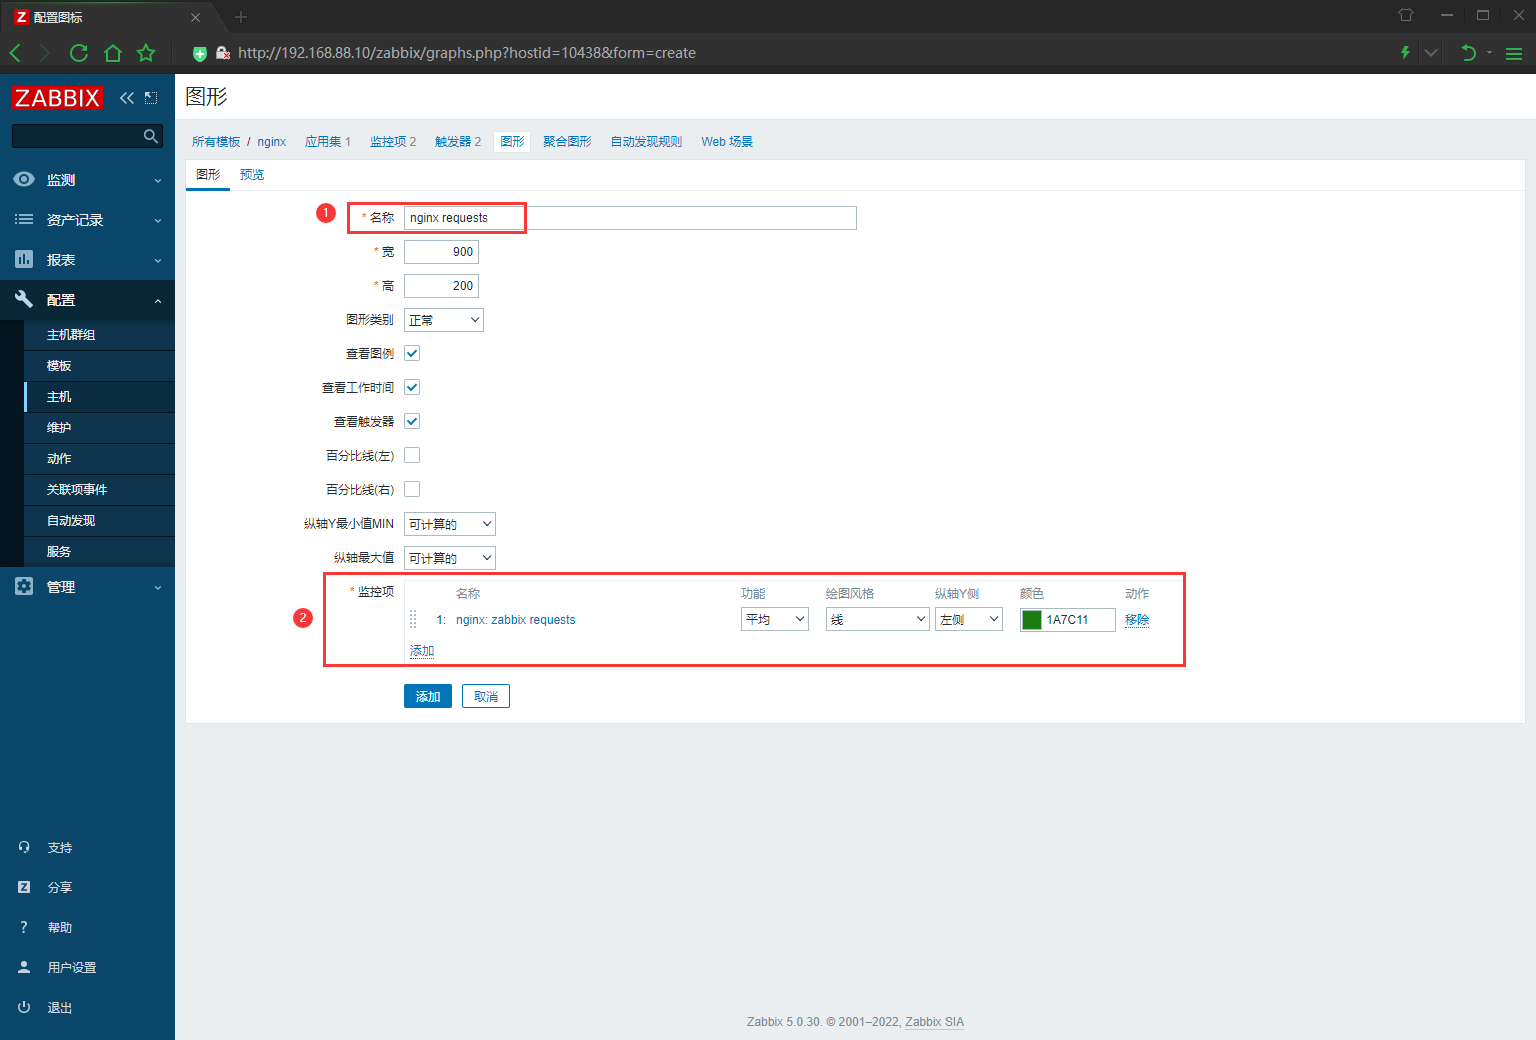 Z 配置图标
http://192.168.88.10/zabbix/graphs.php?hostid=10438&form=create
ZABBIX
监测
资产记录
报表
配置
主机群组
模板
主机
维护
动作
关联项事件
自动发现
服务
管理
支持
Z 分享
? 帮助
用户设置
退出
图形
所有模板 / nginx 应用集 1 监控项 2 触发器 2 图形 聚合图形 自动发现规则 Web 场景
图形 预览
1 * 名称 nginx requests
* 宽 900
* 高 200
图形类别 正常
查看图例
查看工作时间
查看触发器
百分比线(左)
百分比线(右)
纵轴Y最小值MIN 可计算的
纵轴最大值 可计算的
* 监控项 名称 功能 绘图风格 纵轴Y侧 颜色 动作
2 1: nginx: zabbix requests 平均 线 左侧 1A7C11 移除
添加
添加 取消
Zabbix 5.0.30. © 2001–2022, Zabbix SIA